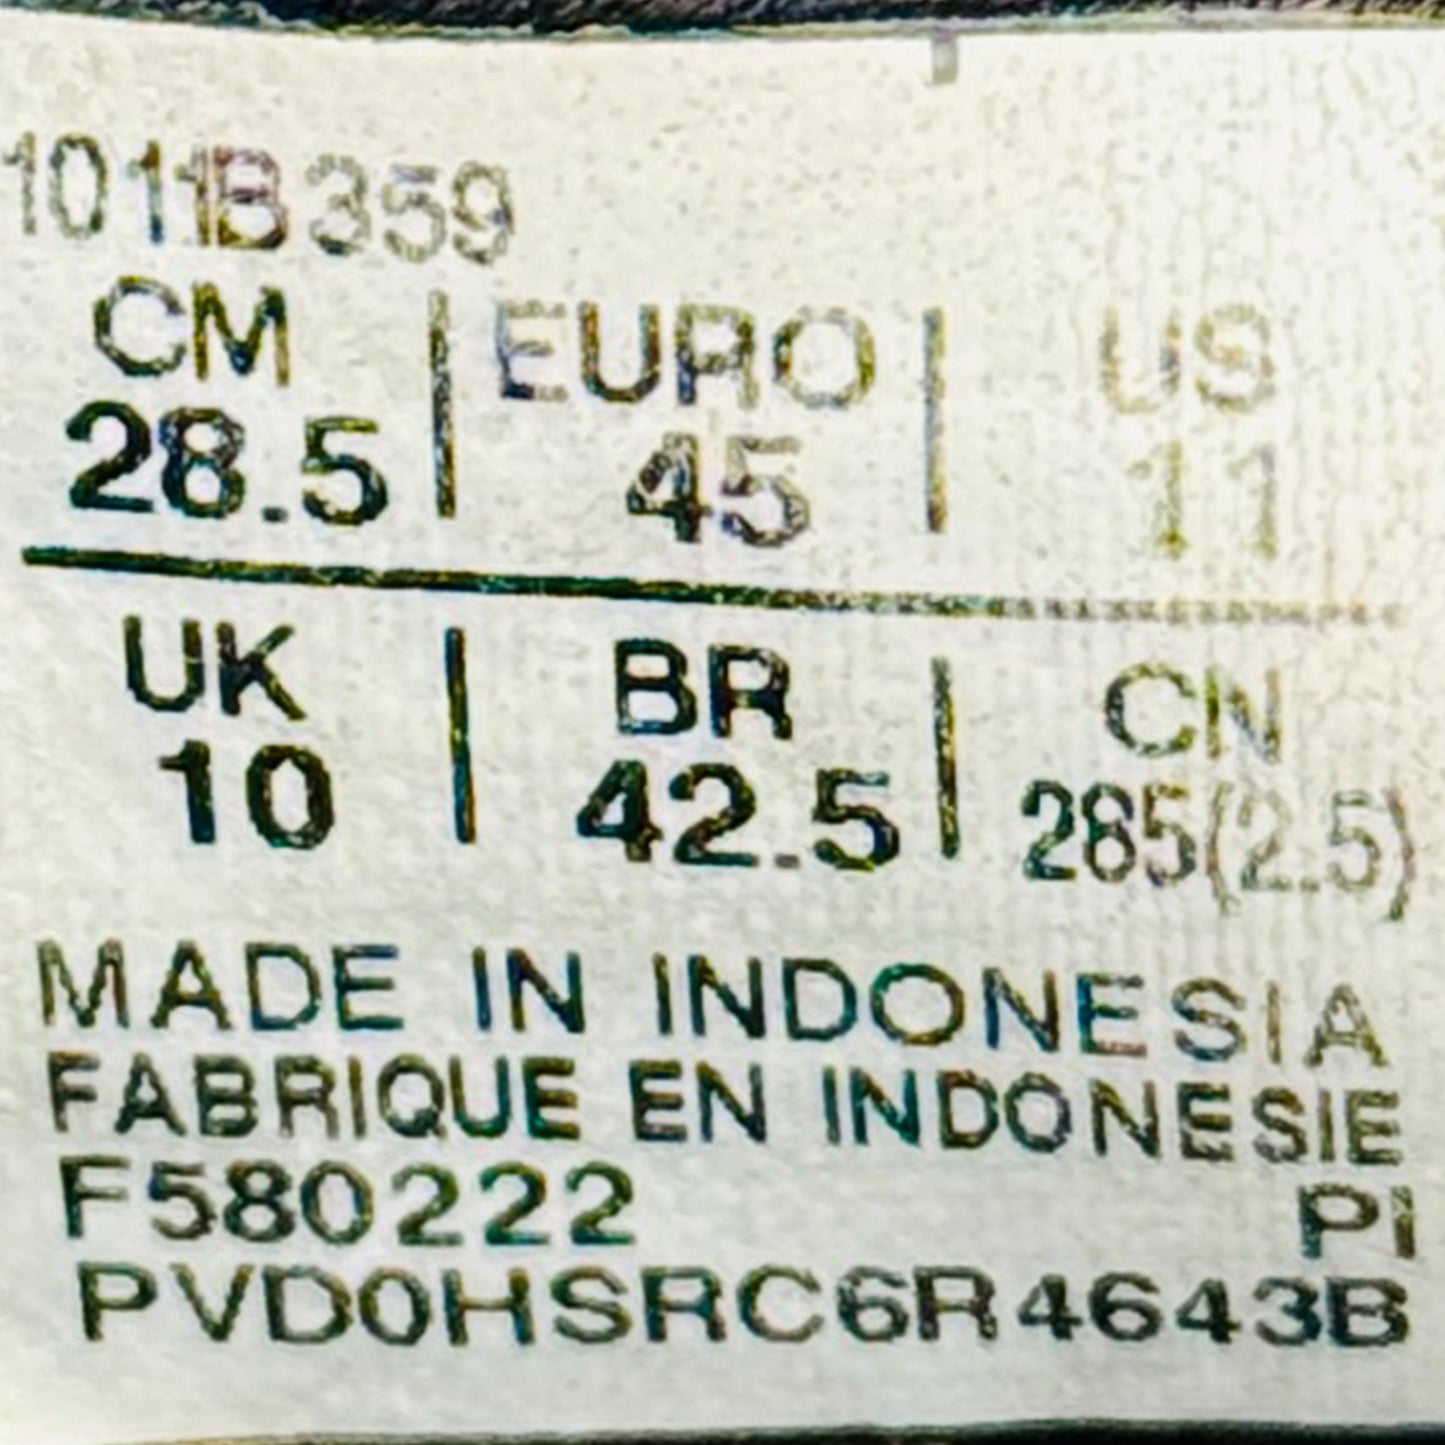 1011B359
CM | EURO | US
28.5 | 45 | 11
UK | BR | CN
10 | 42.5 | 285(2.5)
MADE IN INDONESIA
FABRIQUE EN INDONESIE
F580222 PI
PVD0HSRC6R4643B